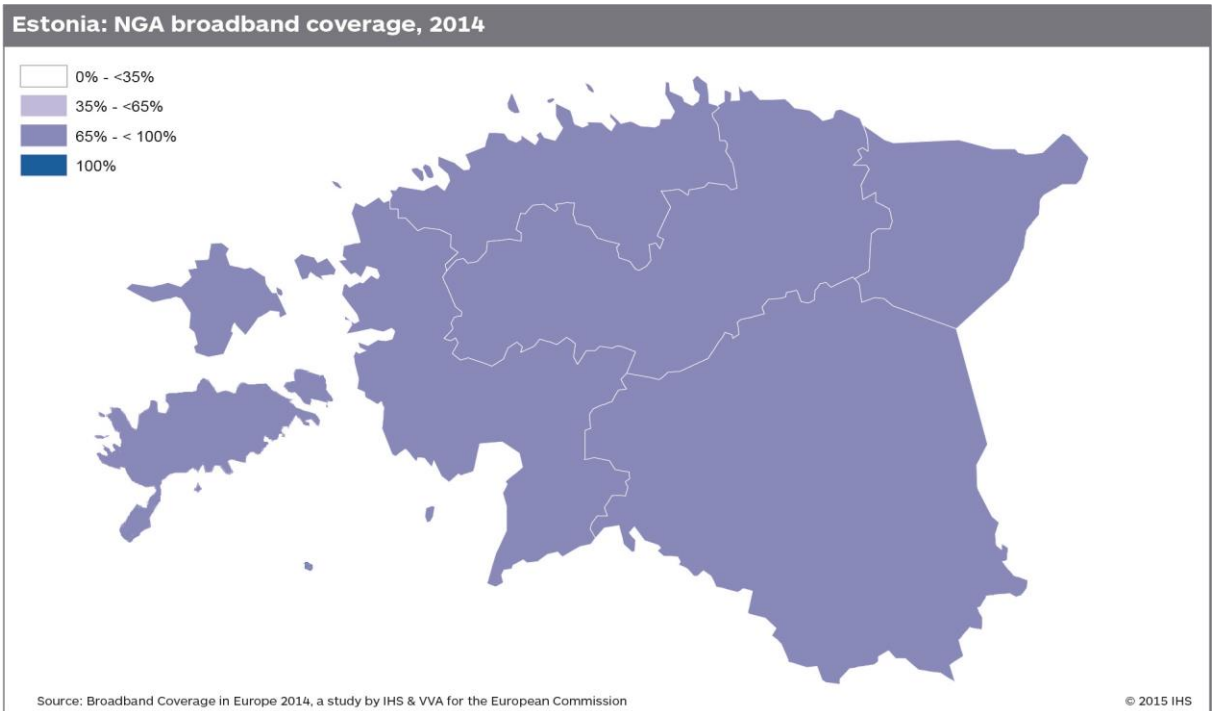 Estonia: NGA broadband coverage, 2014
0% - <35%
35% - <65%
65% - < 100%
100%
Source: Broadband Coverage in Europe 2014, a study by IHS & VVA for the European Commission
© 2015 IHS